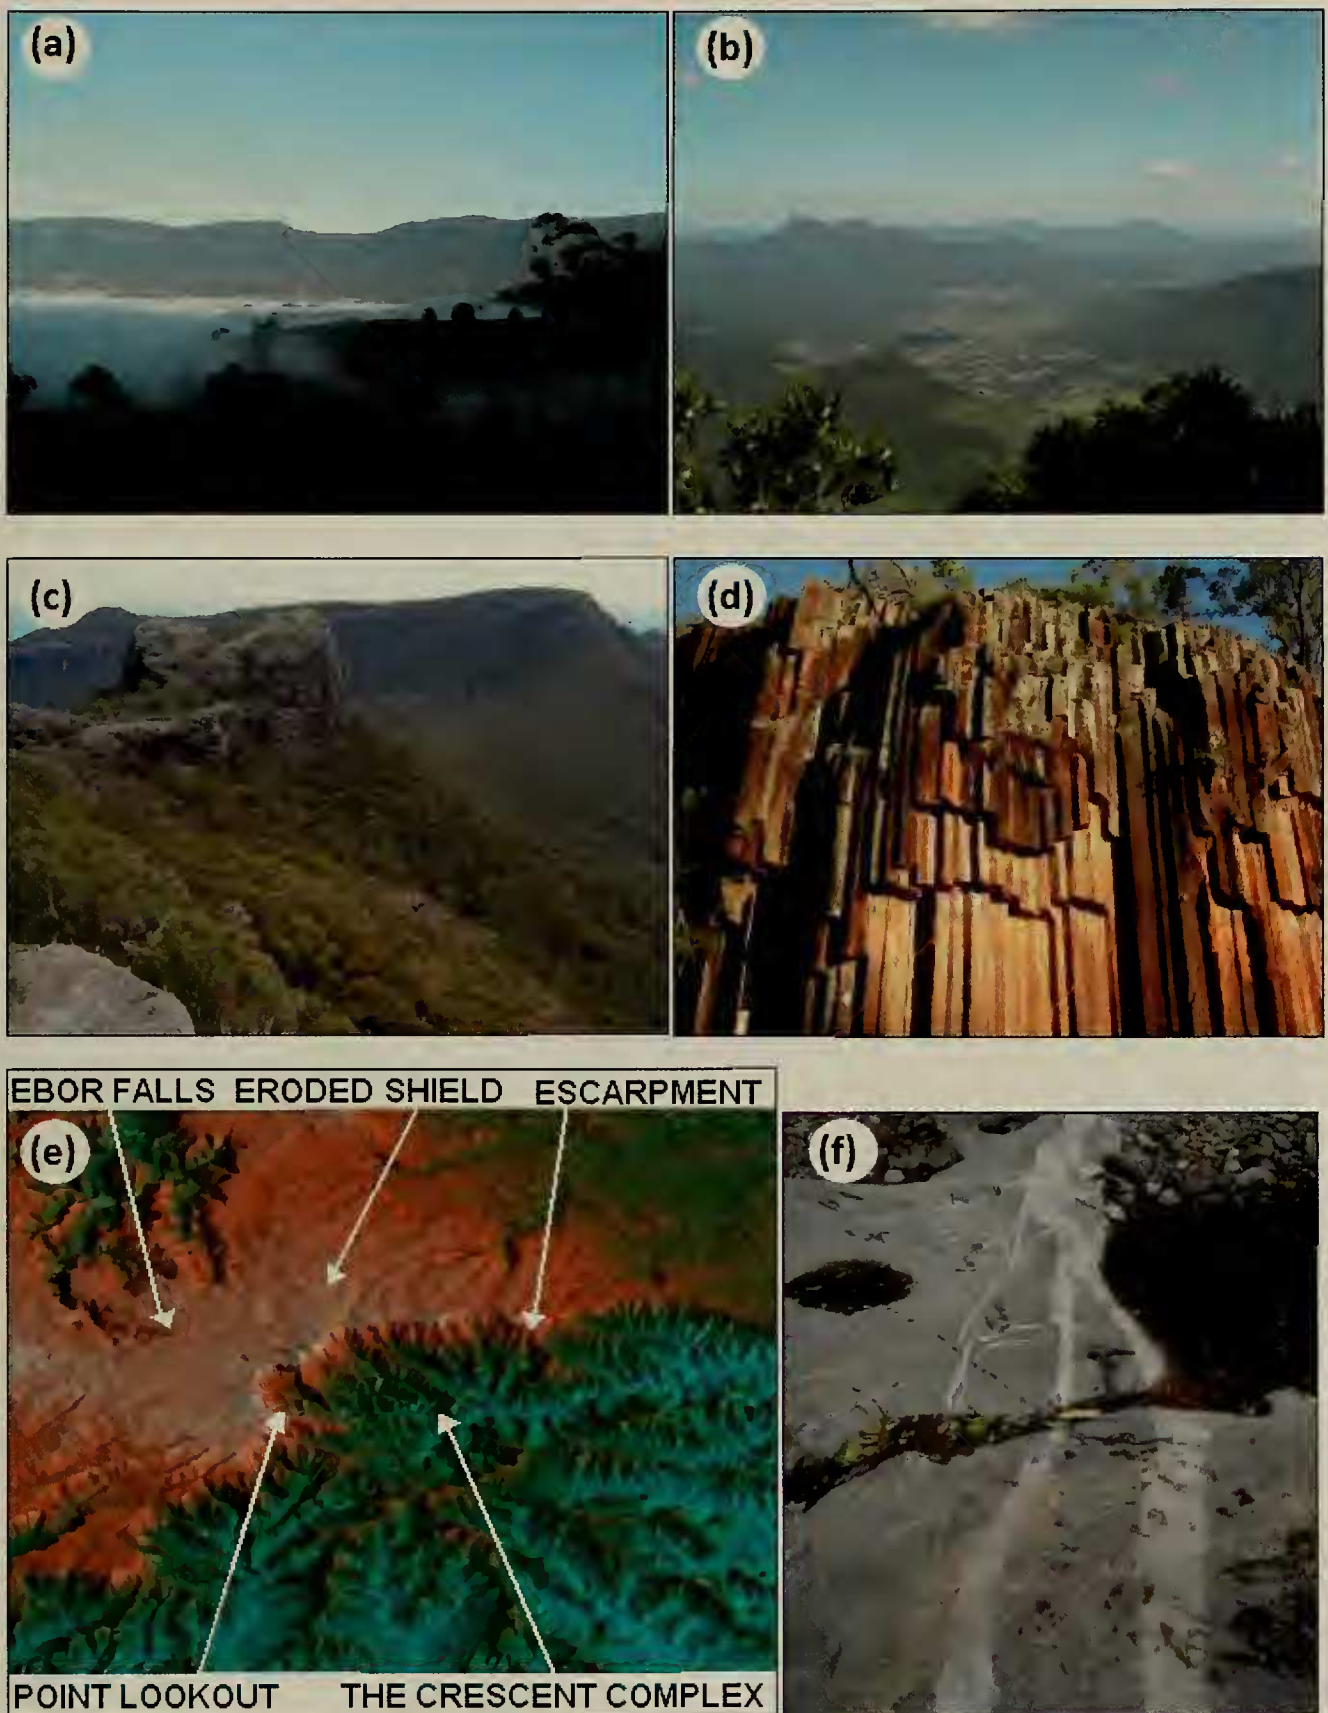 (a)
(b)
(c)
(d)
EBOR FALLS ERODED SHIELD ESCARPMENT
(e)
(f)
POINT LOOKOUT THE CRESCENT COMPLEX